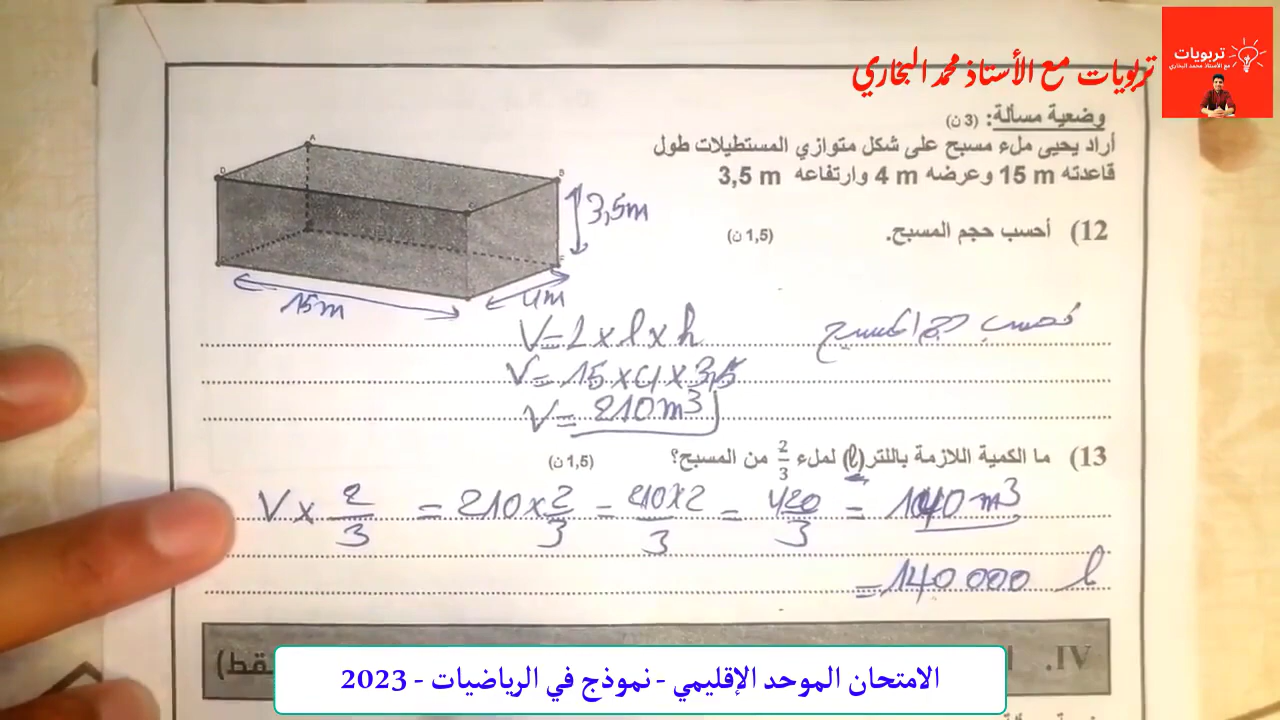 تربويات مع الأستاذ محمد البخاري
تربويات
مع الأستاذ محمد البخاري
وضعية مسألة: (3 ن)
أراد يحيى ملء مسبح على شكل متوازي المستطيلات طول
قاعدته 15 m وعرضه 4 m وارتفاعه 3,5 m
3,5m
15m
4m
12) أحسب حجم المسبح. (1,5 ن)
نحسب حجم المسبح
V = L x l x h
V = 15 x 4 x 3,5
V = 210 m³
13) ما الكمية اللازمة باللتر (l) لملء 2/3 من المسبح؟ (1,5 ن)
V x 2/3 = 210 x 2/3 = 210 x 2 / 3 = 420/3 = 140 m³
= 140 000 l
IV.
الامتحان الموحد الإقليمي - نموذج في الرياضيات - 2023